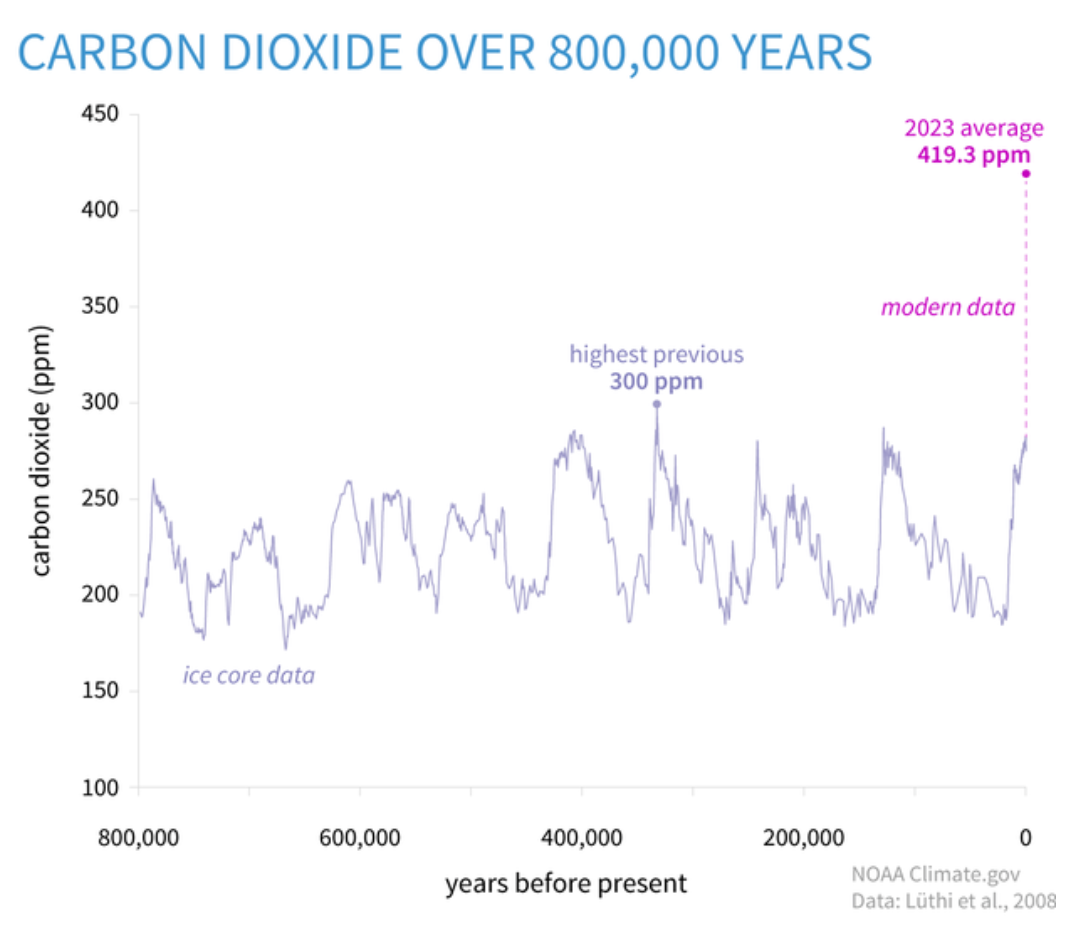 CARBON DIOXIDE OVER 800,000 YEARS
450
2023 average
419.3 ppm
400
350
modern data
highest previous
300 ppm
300
carbon dioxide (ppm)
250
200
ice core data
150
100
800,000
600,000
400,000
200,000
0
years before present
NOAA Climate.gov
Data: Lüthi et al., 2008